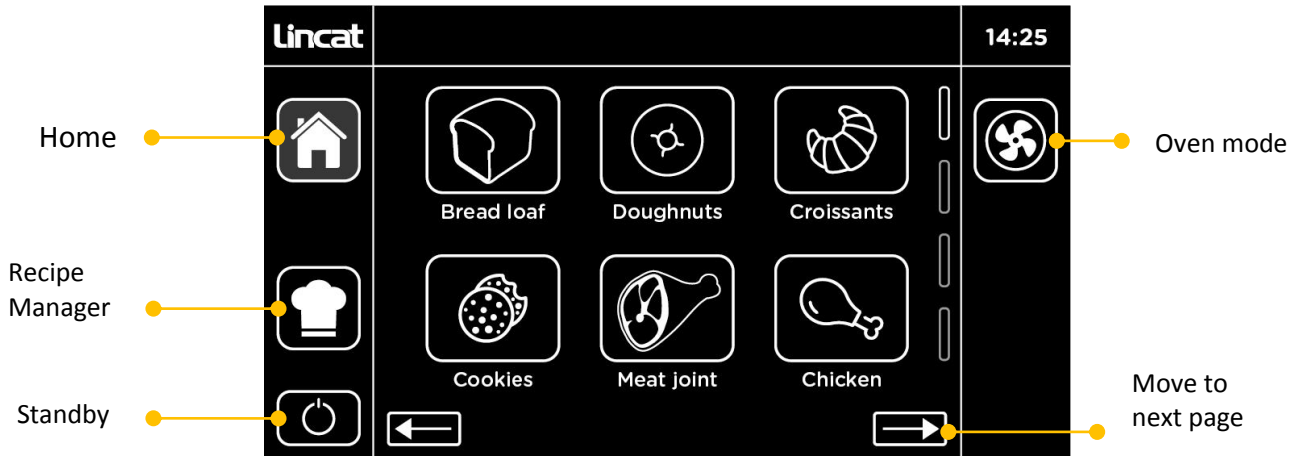 Lincat
14:25
Home
Oven mode
Bread loaf
Doughnuts
Croissants
Recipe
Manager
Cookies
Meat joint
Chicken
Standby
Move to
next page